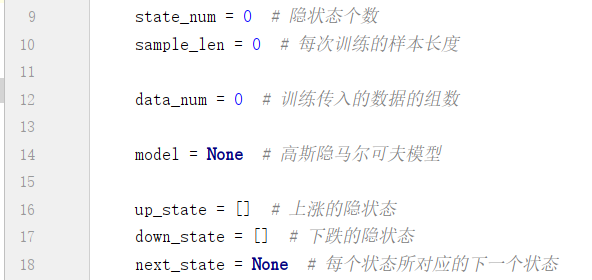 9 state_num = 0 # 隐状态个数
10 sample_len = 0 # 每次训练的样本长度
11
12 data_num = 0 # 训练传入的数据的组数
13
14 model = None # 高斯隐马尔可夫模型
15
16 up_state = [] # 上涨的隐状态
17 down_state = [] # 下跌的隐状态
18 next_state = None # 每个状态所对应的下一个状态